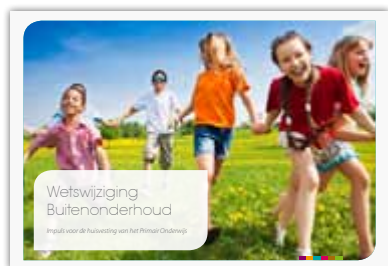 Wetswijziging
Buitenonderhoud
Impuls voor de huisvesting van het Primair Onderwijs